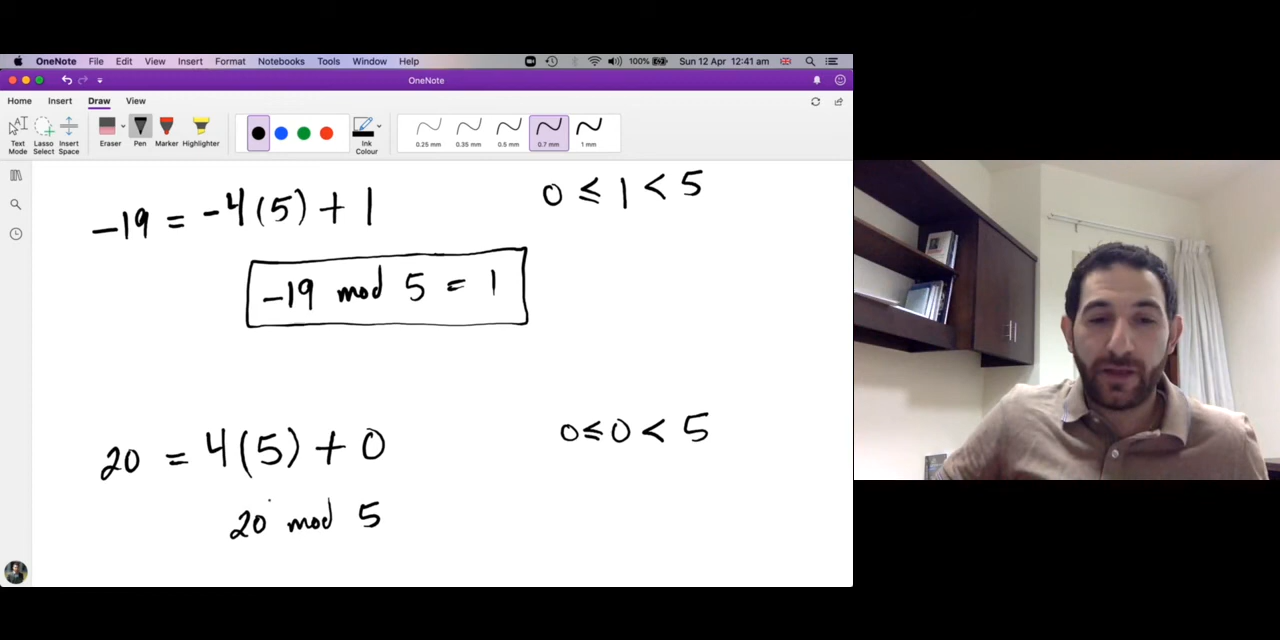 OneNote File Edit View Insert Format Notebooks Tools Window Help 100% Sun 12 Apr 12:41 am
OneNote
Home Insert Draw View
Text Mode Lasso Select Insert Space Eraser Pen Marker Highlighter Ink Colour 0.25 mm 0.35 mm 0.5 mm 0.7 mm 1 mm
-19 = -4(5) + 1 0 ≤ 1 < 5
-19 mod 5 = 1
20 = 4(5) + 0 0 ≤ 0 < 5
20 mod 5